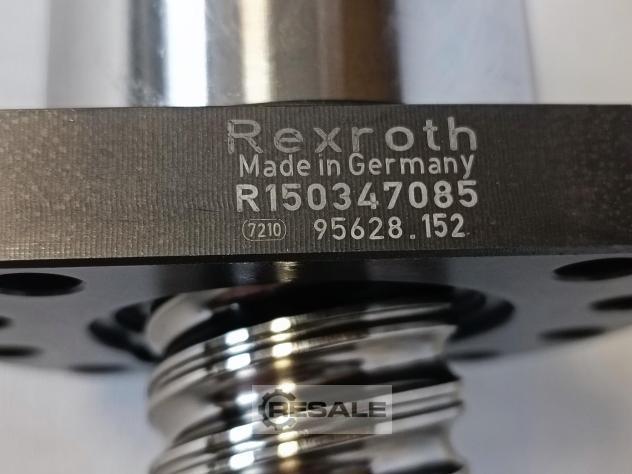 Rexroth
Made in Germany
R150347085
7210 95628.152
RESALE